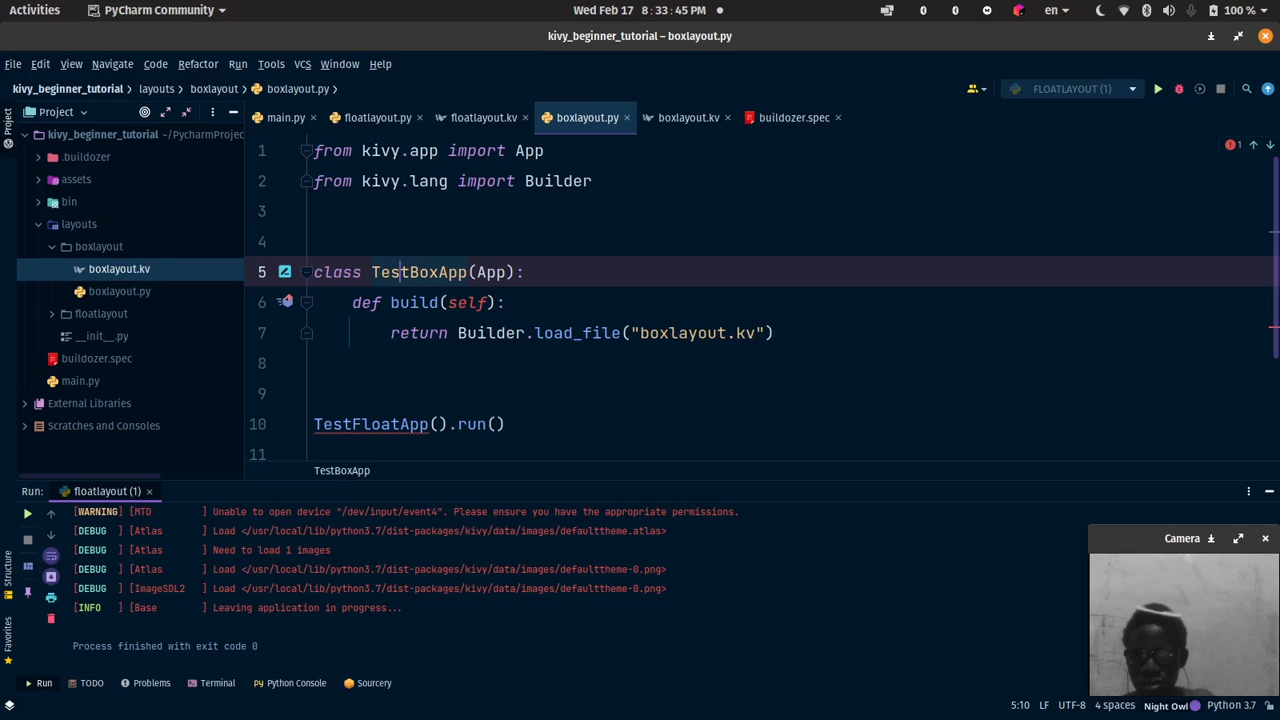 Activities
PyCharm Community
Wed Feb 17 8:33:45 PM
en
100 %
kivy_beginner_tutorial – boxlayout.py
File Edit View Navigate Code Refactor Run Tools VCS Window Help
kivy_beginner_tutorial layouts boxlayout boxlayout.py
FLOATLAYOUT (1)
Project
main.py
floatlayout.py
floatlayout.kv
boxlayout.py
boxlayout.kv
buildozer.spec
Project
kivy_beginner_tutorial ~/PycharmProjec
.buildozer
assets
bin
layouts
boxlayout
boxlayout.kv
boxlayout.py
floatlayout
__init__.py
buildozer.spec
main.py
External Libraries
Scratches and Consoles
1
1 from kivy.app import App
2 from kivy.lang import Builder
3
4
5 class TestBoxApp(App):
6 def build(self):
7 return Builder.load_file("boxlayout.kv")
8
9
10 TestFloatApp().run()
11
TestBoxApp
Run: floatlayout (1)
[WARNING] [MTD ] Unable to open device "/dev/input/event4". Please ensure you have the appropriate permissions.
[DEBUG ] [Atlas ] Load </usr/local/lib/python3.7/dist-packages/kivy/data/images/defaulttheme.atlas>
[DEBUG ] [Atlas ] Need to load 1 images
[DEBUG ] [Atlas ] Load </usr/local/lib/python3.7/dist-packages/kivy/data/images/defaulttheme-0.png>
[DEBUG ] [ImageSDL2 ] Load </usr/local/lib/python3.7/dist-packages/kivy/data/images/defaulttheme-0.png>
[INFO ] [Base ] Leaving application in progress...
Process finished with exit code 0
Structure
Favorites
Camera
Run
TODO
Problems
Terminal
Python Console
Sourcery
5:10 LF UTF-8 4 spaces Night Owl Python 3.7